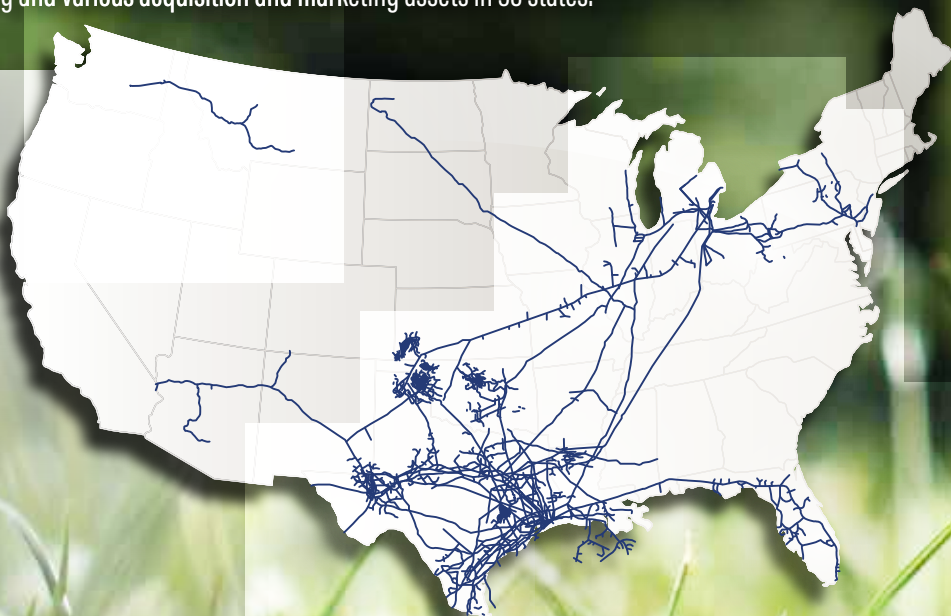 g and various acquisition and marketing assets in states.